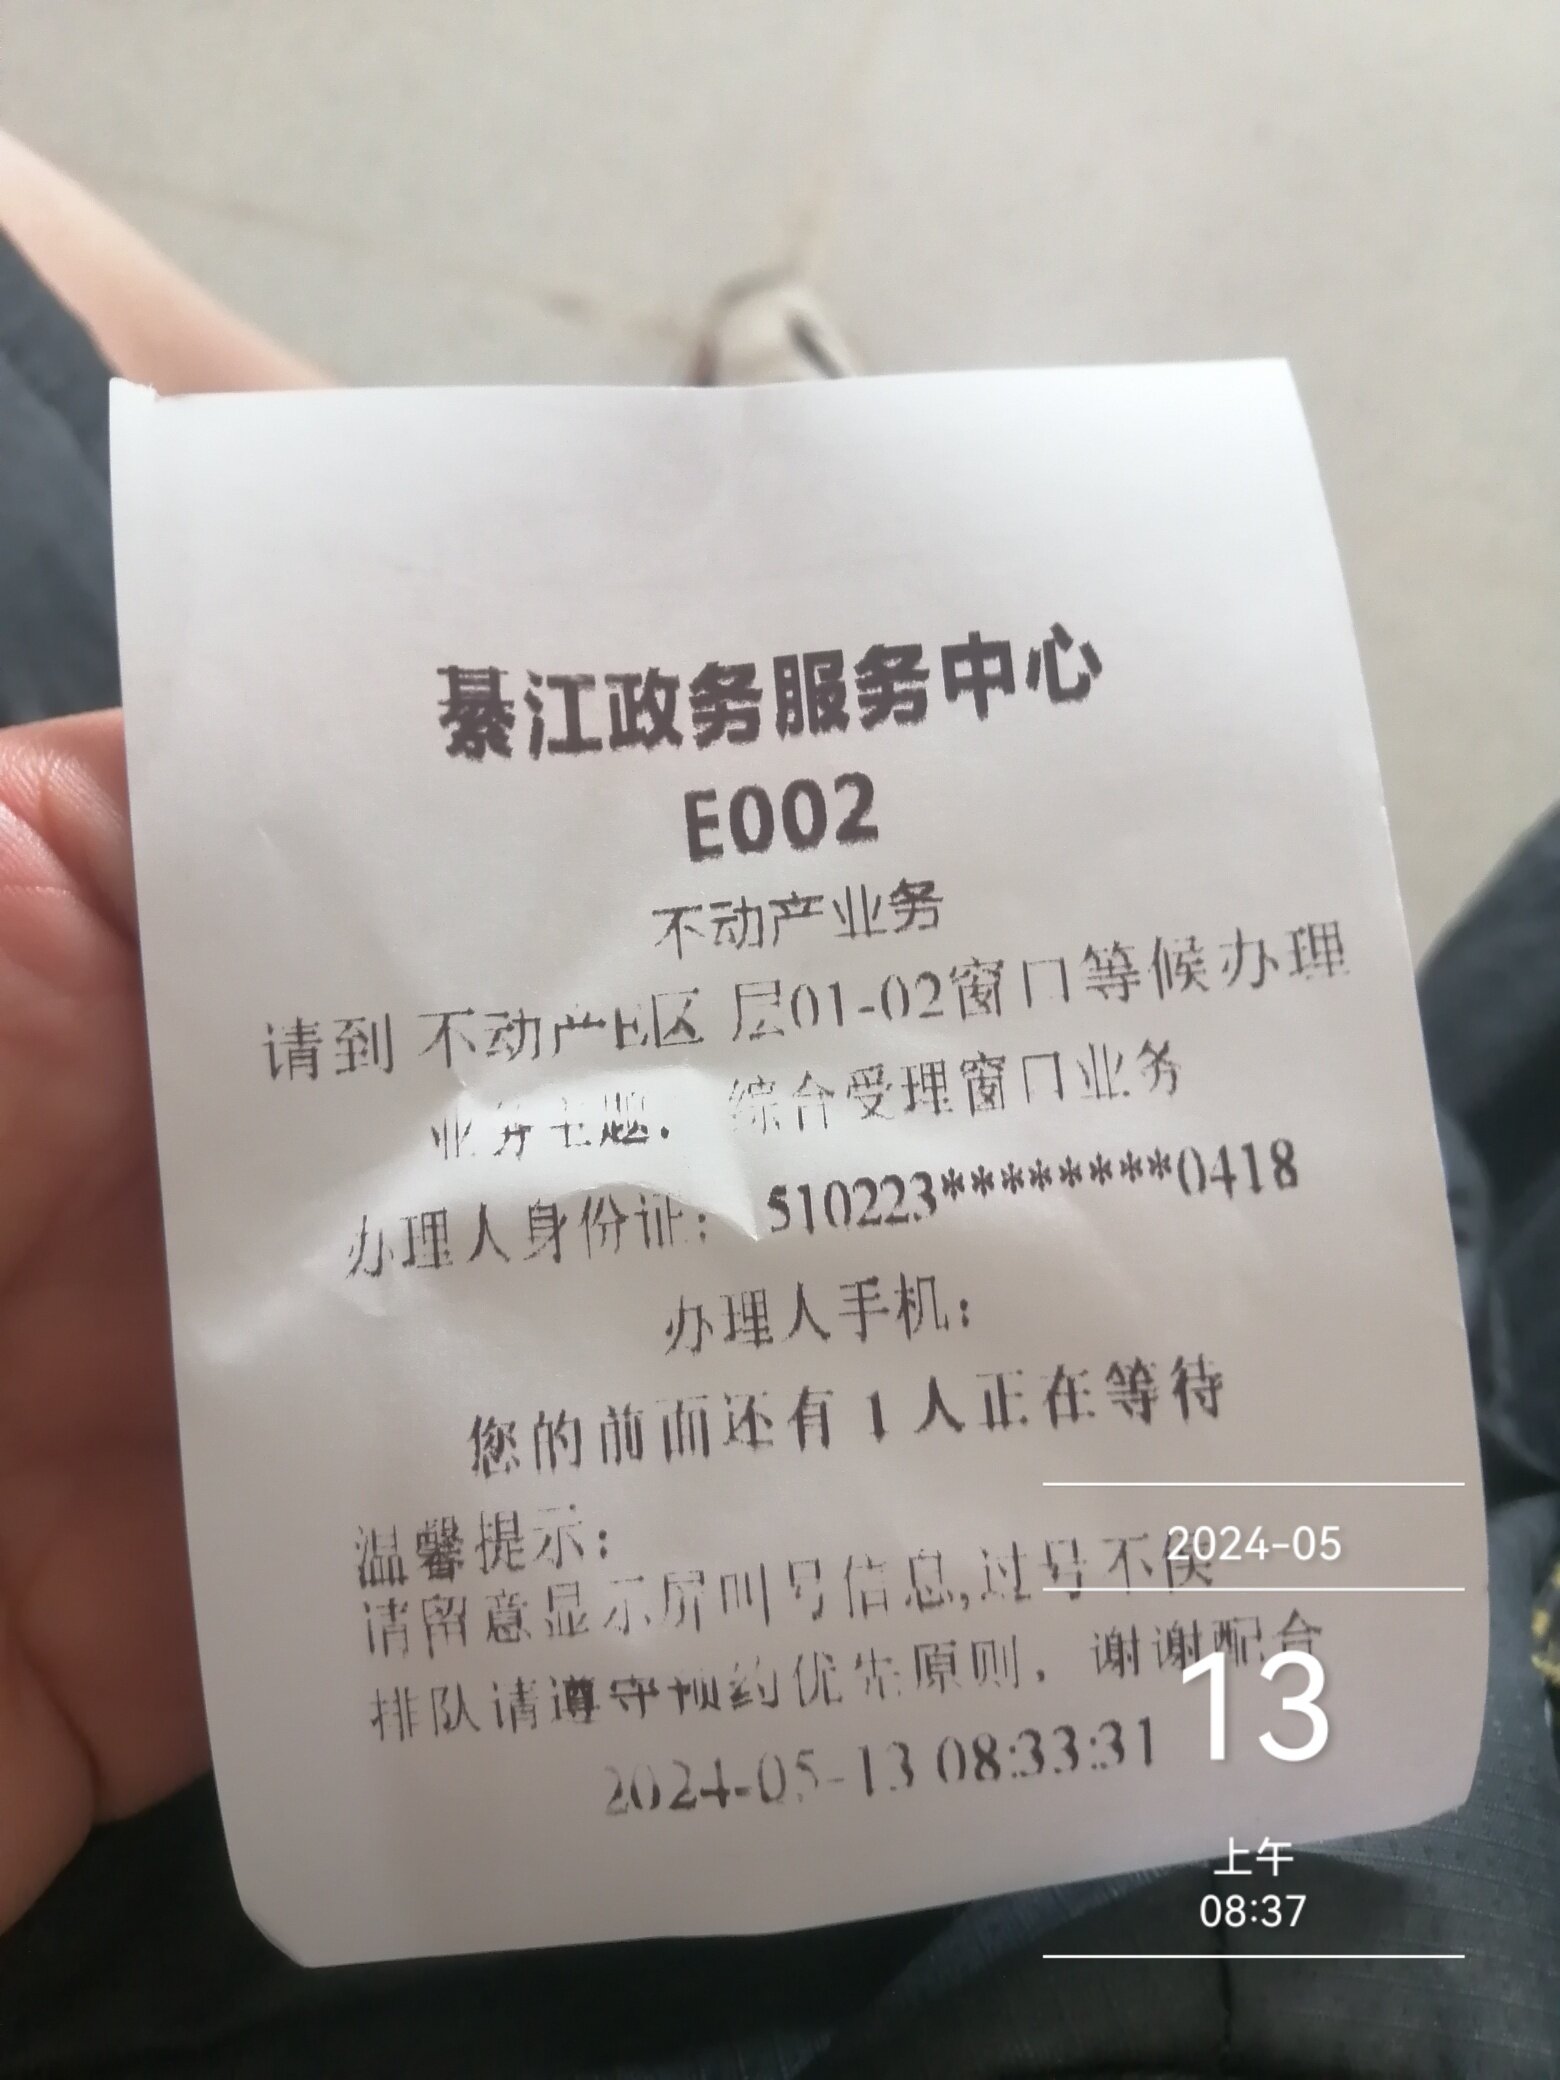 綦江政务服务中心
E002
不动产业务
请到 不动产E区 层01-02窗口等候办理
业务主题: 综合受理窗口业务
办理人身份证: 510223********0418
办理人手机:
您的前面还有 1 人正在等待
温馨提示:
请留意显示屏叫号信息,过号不候
排队请遵守预约优先原则, 谢谢配合
2024-05-13 08:33:31
2024-05
13
上午
08:37